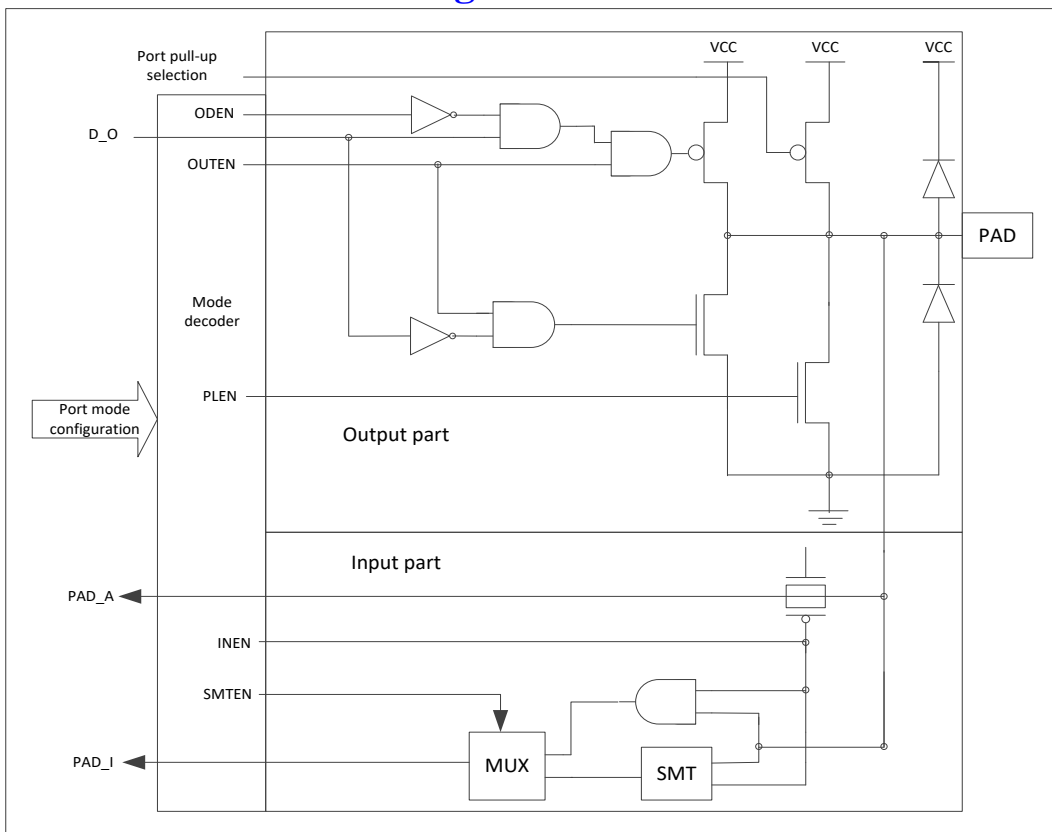 Port pull-up
selection
VCC
VCC
VCC
ODEN
D_O
OUTEN
PAD
Mode
decoder
PLEN
Port mode
configuration
Output part
Input part
PAD_A
INEN
SMTEN
PAD_I
MUX
SMT